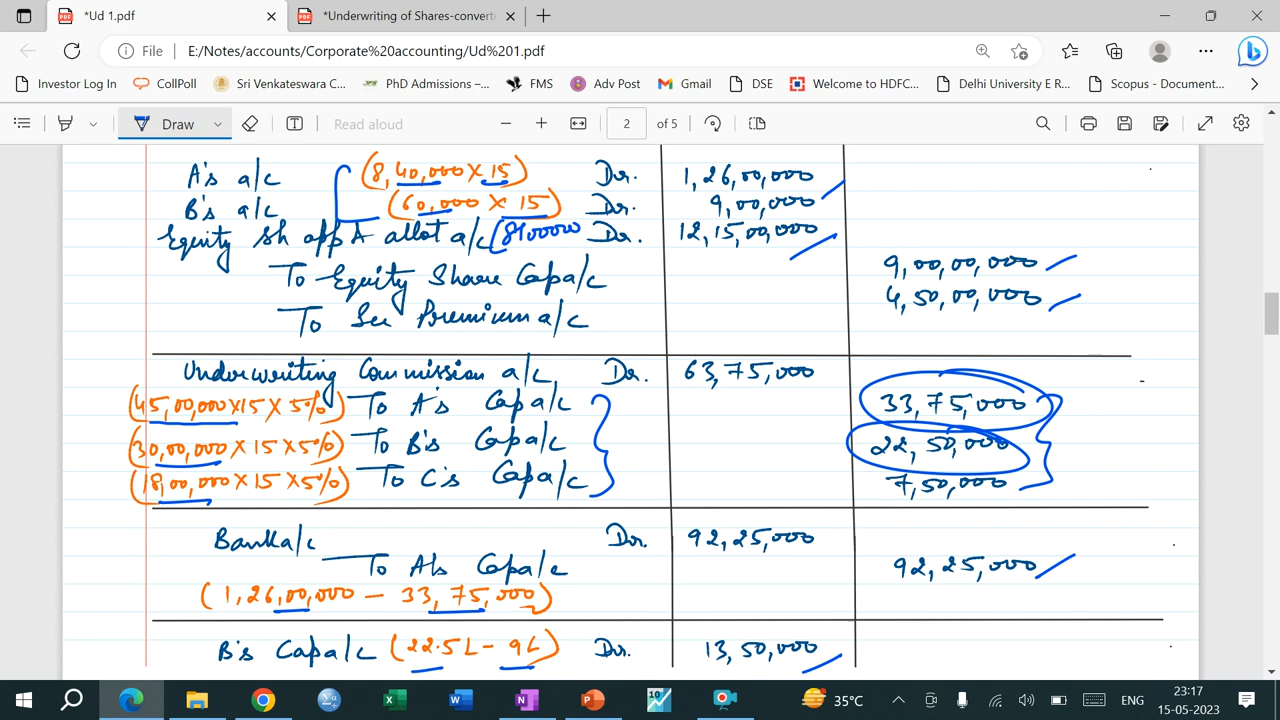 *Ud 1.pdf
*Underwriting of Shares-converte
File E:/Notes/accounts/Corporate%20accounting/Ud%201.pdf
Investor Log In CollPoll Sri Venkateswara C... PhD Admissions –... FMS Adv Post Gmail DSE Welcome to HDFC... Delhi University E R... Scopus - Document...
Draw Read aloud 2 of 5
A's a/c (8,40,000 X 15) Dr. 1,26,00,000
B's a/c (60,000 X 15) Dr. 9,00,000
Equity Sh app & allot a/c (8100000 Dr. 12,15,00,000
To Equity Share Cap a/c 9,00,00,000
To Sec Premium a/c 4,50,00,000
Underwriting Commission a/c Dr. 63,75,000
(45,00,000 X 15 X 5%) To A's Cap a/c 33,75,000
(30,00,000 X 15 X 5%) To B's Cap a/c 22,50,000
(18,00,000 X 15 X 5%) To C's Cap a/c 7,50,000
Bank a/c Dr. 92,25,000
To A's Cap a/c 92,25,000
(1,26,00,000 – 33,75,000)
B's Cap a/c (22.5L – 9L) Dr. 13,50,000
35°C ENG 23:17
15-05-2023